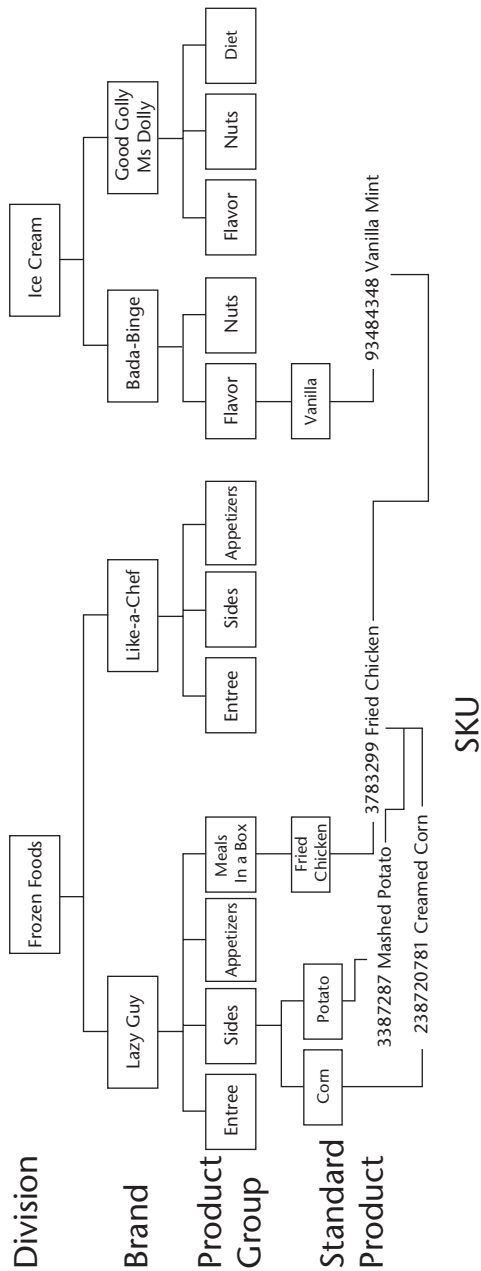 Division
Frozen Foods
Ice Cream
Brand
Lazy Guy
Like-a-Chef
Bada-Binge
Good Golly
Ms Dolly
Product
Group
Entree
Sides
Appetizers
Meals
In a Box
Entree
Sides
Appetizers
Flavor
Nuts
Flavor
Nuts
Diet
Standard
Product
Corn
Potato
Fried
Chicken
Vanilla
3387287 Mashed Potato
3783299 Fried Chicken
93484348 Vanilla Mint
238720781 Creamed Corn
SKU